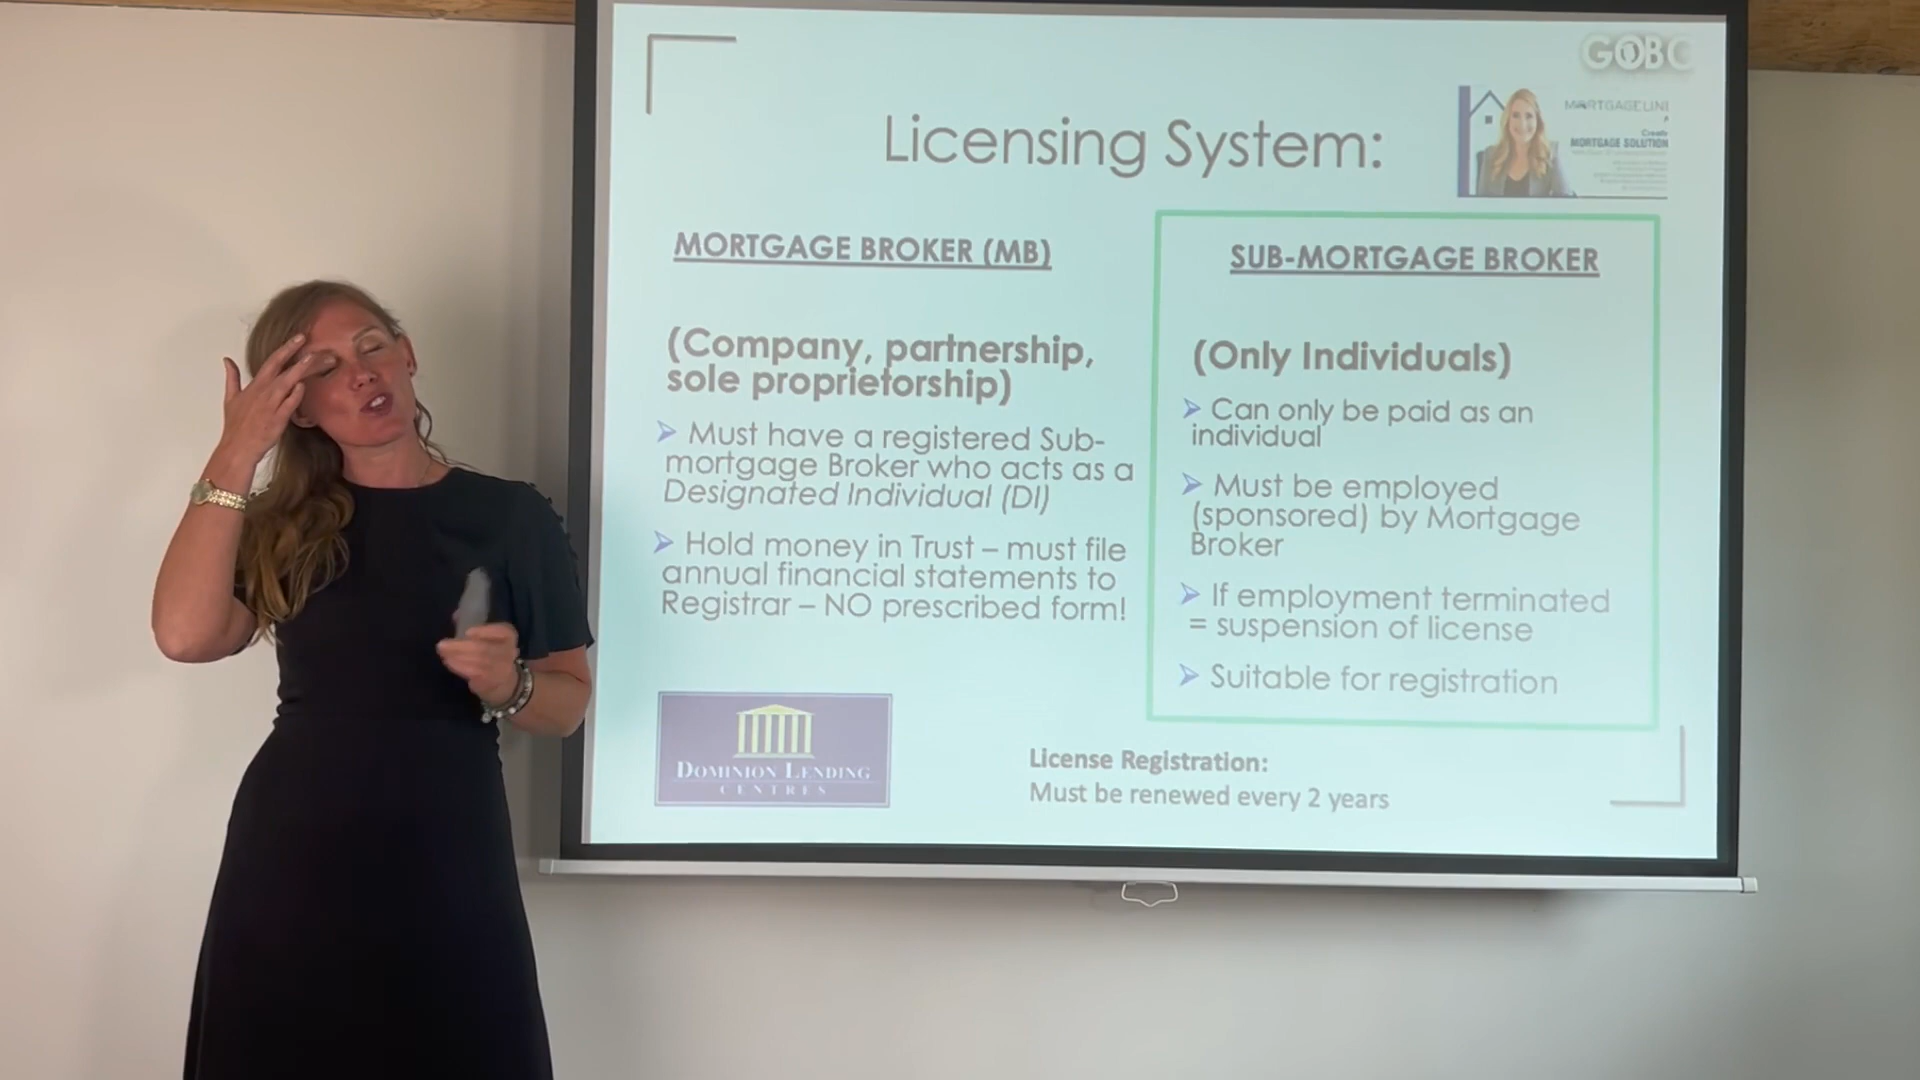 GOBC
Licensing System:
MORTGAGELINE
Create
MORTGAGE SOLUTION
MORTGAGE BROKER (MB)
(Company, partnership,
sole proprietorship)
➢ Must have a registered Sub-
mortgage Broker who acts as a
Designated Individual (DI)
➢ Hold money in Trust – must file
annual financial statements to
Registrar – NO prescribed form!
DOMINION LENDING
CENTRES
SUB-MORTGAGE BROKER
(Only Individuals)
➢ Can only be paid as an
individual
➢ Must be employed
(sponsored) by Mortgage
Broker
➢ If employment terminated
= suspension of license
➢ Suitable for registration
License Registration:
Must be renewed every 2 years